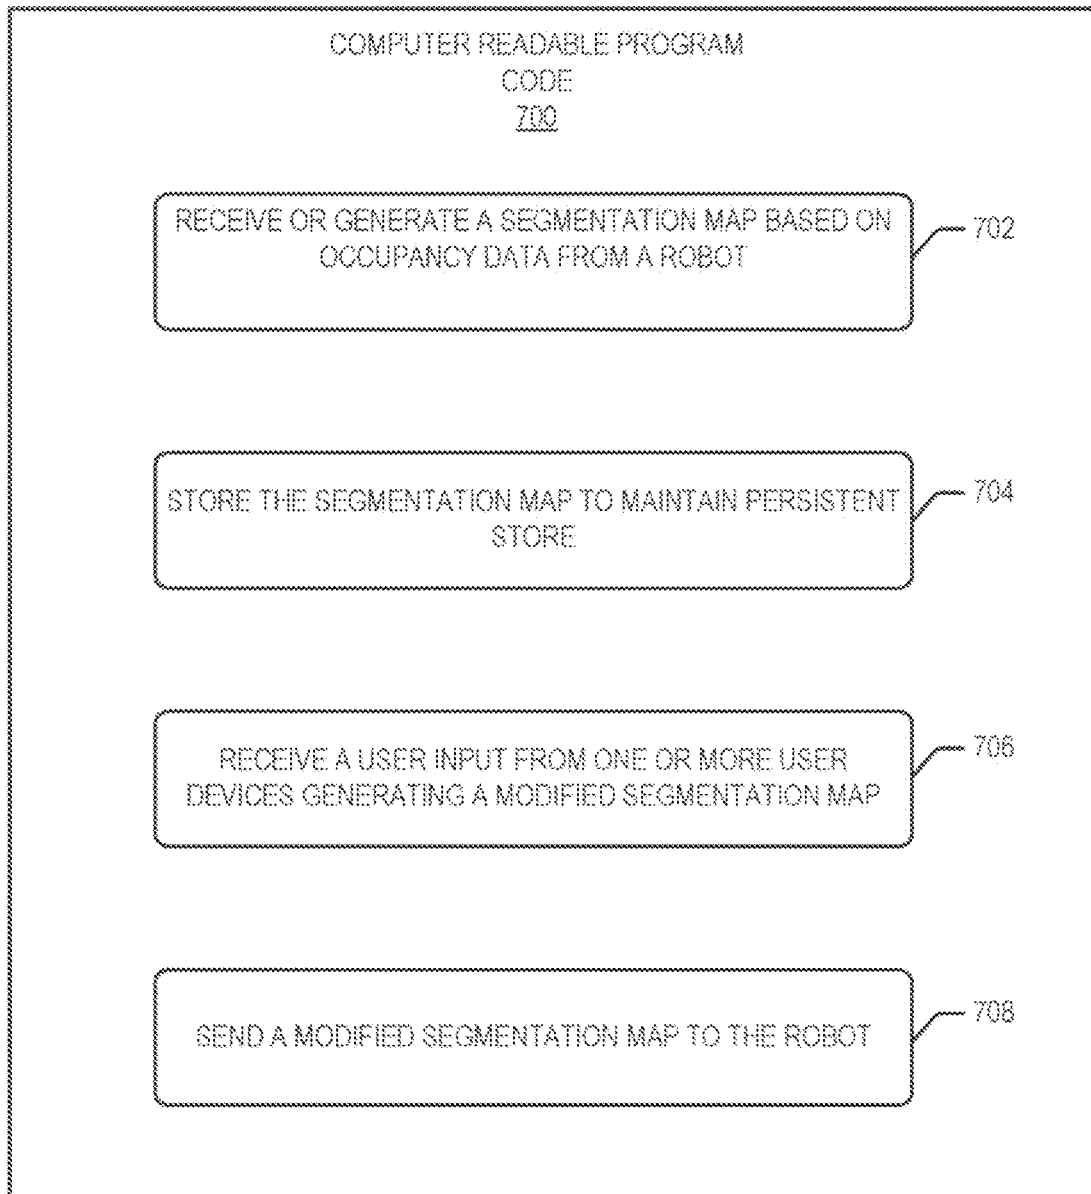 COMPUTER READABLE PROGRAM
CODE
700
RECEIVE OR GENERATE A SEGMENTATION MAP BASED ON
OCCUPANCY DATA FROM A ROBOT
702
STORE THE SEGMENTATION MAP TO MAINTAIN PERSISTENT
STORE
704
RECEIVE A USER INPUT FROM ONE OR MORE USER
DEVICES GENERATING A MODIFIED SEGMENTATION MAP
706
SEND A MODIFIED SEGMENTATION MAP TO THE ROBOT
708